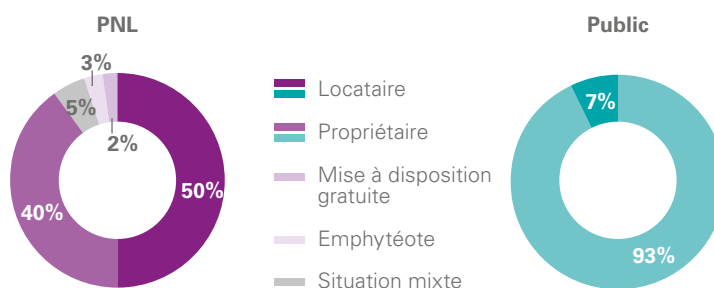 PNL
3%
5%
2%
50%
40%
Locataire
Propriétaire
Mise à disposition
gratuite
Emphytéote
Situation mixte
Public
7%
93%